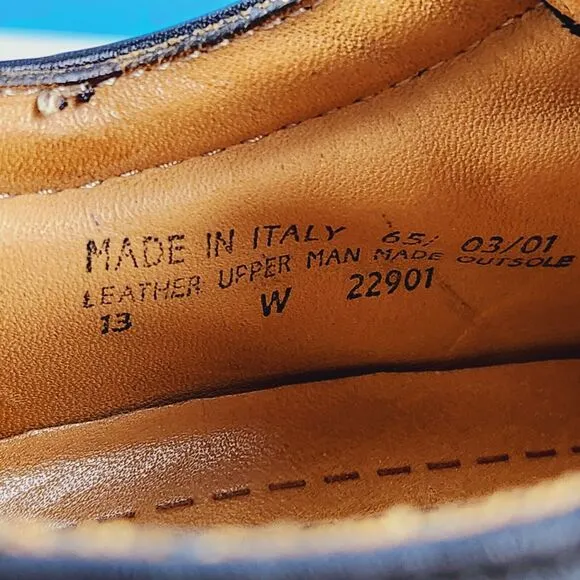 MADE IN ITALY 65/ 03/01
LEATHER UPPER MAN MADE OUTSOLE
13 W 22901